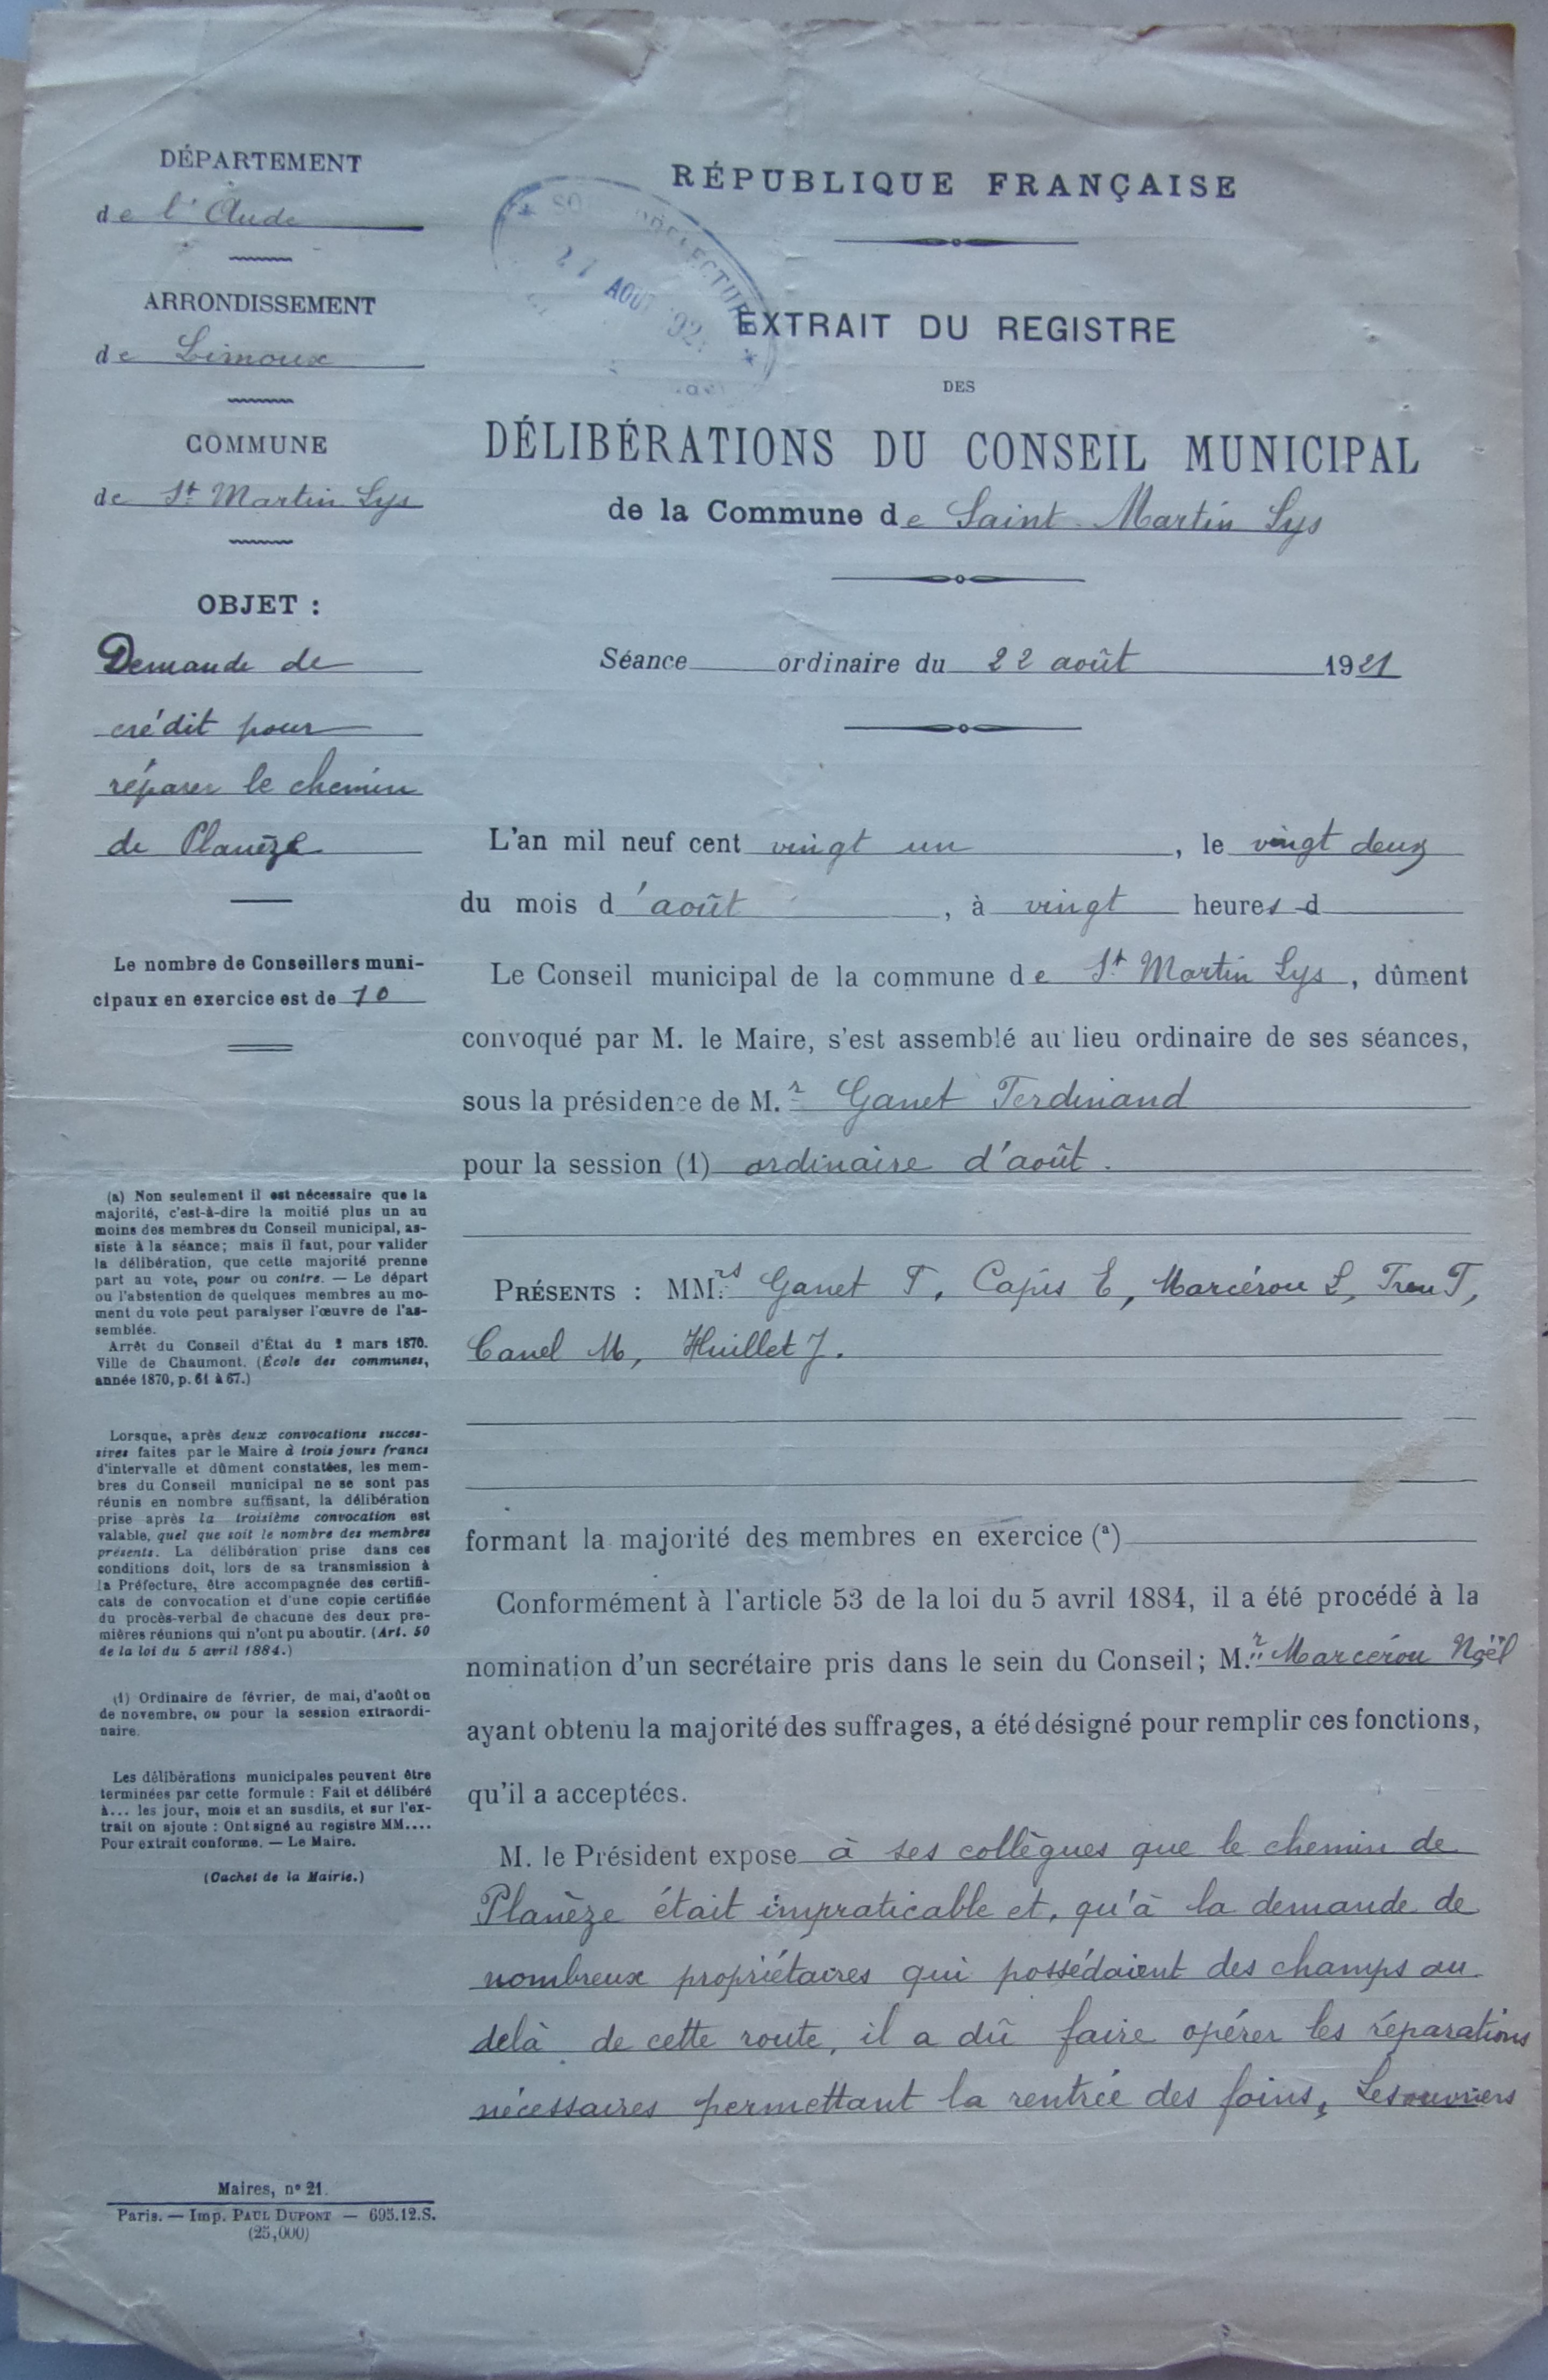 DÉPARTEMENT
de l'Aude
ARRONDISSEMENT
de Limoux
COMMUNE
de St Martin Lys
OBJET :
Demande de
crédit pour
réparer le chemin
de Planèze
Le nombre de Conseillers muni-
cipaux en exercice est de 10
(a) Non seulement il est nécessaire que la
majorité, c'est-à-dire la moitié plus un au
moins des membres du Conseil municipal, as-
siste à la séance; mais il faut, pour valider
la délibération, que cette majorité prenne
part au vote, pour ou contre. — Le départ
ou l'abstention de quelques membres au mo-
ment du vote peut paralyser l'œuvre de l'as-
semblée.
Arrêt du Conseil d'État du 2 mars 1870.
Ville de Chaumont. (École des communes,
année 1870, p. 61 à 67.)
Lorsque, après deux convocations succes-
sives faites par le Maire à trois jours francs
d'intervalle et dûment constatées, les mem-
bres du Conseil municipal ne se sont pas
réunis en nombre suffisant, la délibération
prise après la troisième convocation est
valable, quel que soit le nombre des membres
présents. La délibération prise dans ces
conditions doit, lors de sa transmission à
la Préfecture, être accompagnée des certifi-
cats de convocation et d'une copie certifiée
du procès-verbal de chacune des deux pre-
mières réunions qui n'ont pu aboutir. (Art. 50
de la loi du 5 avril 1884.)
(1) Ordinaire de février, de mai, d'août ou
de novembre, ou pour la session extraordi-
naire.
Les délibérations municipales peuvent être
terminées par cette formule : Fait et délibéré
à... les jour, mois et an susdits, et sur l'ex-
trait on ajoute : Ont signé au registre MM....
Pour extrait conforme. — Le Maire.
(Cachet de la Mairie.)
Maires, n° 21.
Paris. — Imp. PAUL DUPONT — 695.12.S.
(25,000)
RÉPUBLIQUE FRANÇAISE
27 AOUT
EXTRAIT DU REGISTRE
DES
DÉLIBÉRATIONS DU CONSEIL MUNICIPAL
de la Commune de Saint Martin Lys
Séance ordinaire du 22 août 1921
L'an mil neuf cent vingt un , le vingt deux
du mois d'août , à vingt heures d
Le Conseil municipal de la commune de St Martin Lys, dûment
convoqué par M. le Maire, s'est assemblé au lieu ordinaire de ses séances,
sous la présidence de M.r Ganet Ferdinand
pour la session (1) ordinaire d'août.
PRÉSENTS : MM.rs Ganet F, Capis E, Marcérou L, Treu F,
Canel M, Huillet J.
formant la majorité des membres en exercice (a)
Conformément à l'article 53 de la loi du 5 avril 1884, il a été procédé à la
nomination d'un secrétaire pris dans le sein du Conseil; M.r Marcérou Noël
ayant obtenu la majorité des suffrages, a été désigné pour remplir ces fonctions,
qu'il a acceptées.
M. le Président expose à ses collègues que le chemin de
Planèze était impraticable et, qu'à la demande de
nombreux propriétaires qui possédaient des champs au
delà de cette route, il a dû faire opérer les réparations
nécessaires permettant la rentrée des foins, Les ouvriers